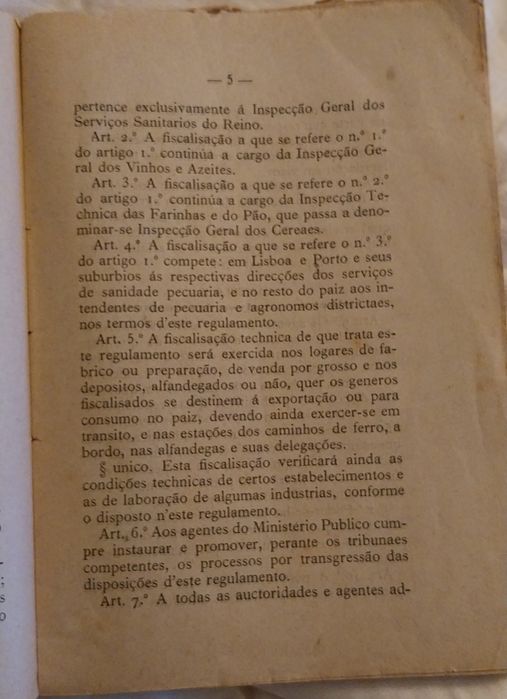 — 5 —
pertence exclusivamente á Inspecção Geral dos
Serviços Sanitarios do Reino.
Art. 2.º A fiscalisação a que se refere o n.º 1.º
do artigo 1.º continúa a cargo da Inspecção Ge-
ral dos Vinhos e Azeites.
Art. 3.º A fiscalisação a que se refere o n.º 2.º
do artigo 1.º continúa a cargo da Inspecção Te-
chnica das Farinhas e do Pão, que passa a deno-
minar-se Inspecção Geral dos Cereaes.
Art. 4.º A fiscalisação a que se refere o n.º 3.º
do artigo 1.º compete: em Lisboa e Porto e seus
suburbios ás respectivas direcções dos serviços
de sanidade pecuaria, e no resto do paiz aos in-
tendentes de pecuaria e agronomos districtaes,
nos termos d'este regulamento.
Art. 5.º A fiscalisação technica de que trata es-
te regulamento será exercida nos logares de fa-
brico ou preparação, de venda por grosso e nos
depositos, alfandegados ou não, quer os generos
fiscalisados se destinem á exportação ou para
consumo no paiz, devendo ainda exercer-se em
transito, e nas estações dos caminhos de ferro, a
bordo, nas alfandegas e suas delegações.
§ unico. Esta fiscalisação verificará ainda as
condições technicas de certos estabelecimentos e
as de laboração de algumas industrias, conforme
o disposto n'este regulamento.
Art. 6.º Aos agentes do Ministerio Publico cum-
pre instaurar e promover, perante os tribunaes
competentes, os processos por transgressão das
disposições d'este regulamento.
Art. 7.º A todas as auctoridades e agentes ad-